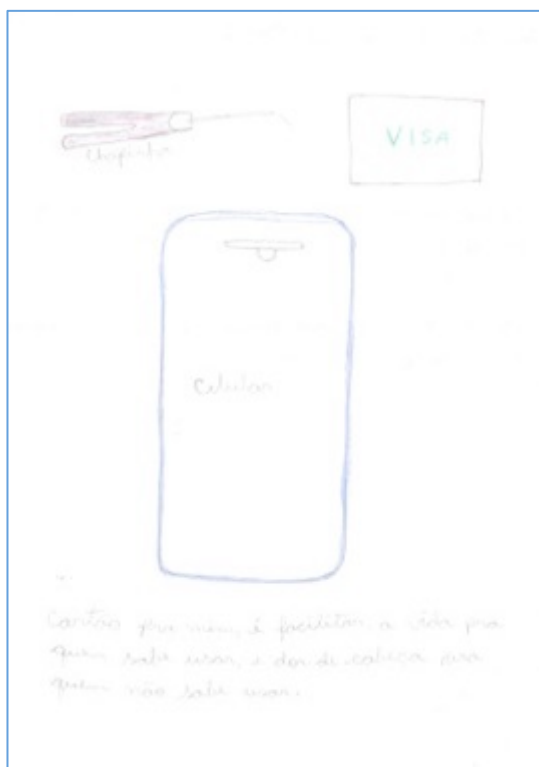 Chapinha
VISA
Celular
Cartão pra mim, é facilitar a vida pra
quem sabe usar, e dor de cabeça para
quem não sabe usar.